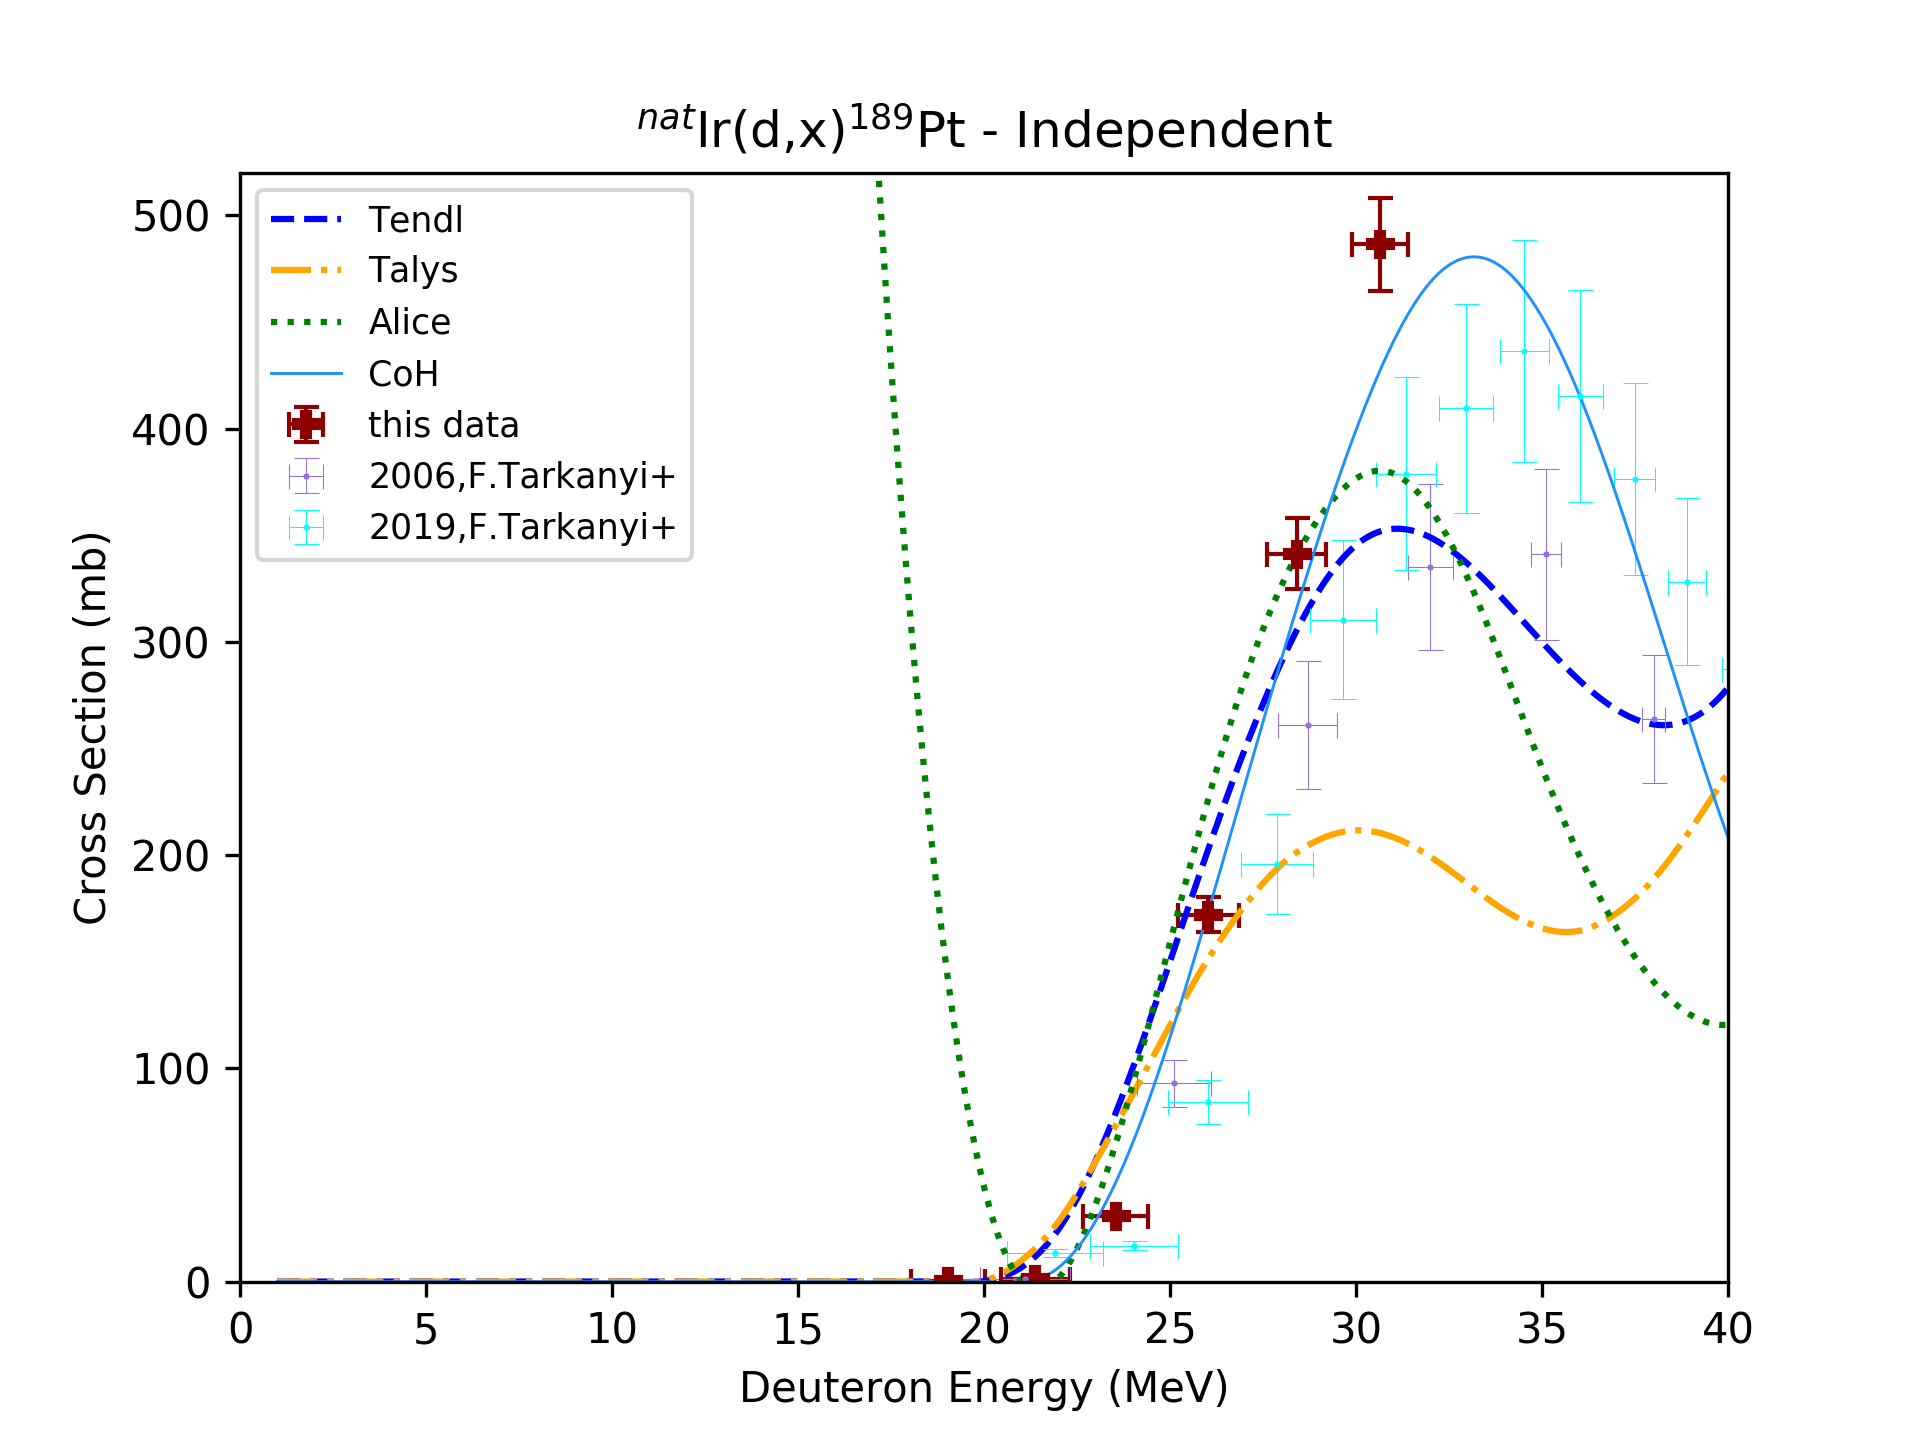 natIr(d,x)189Pt - Independent
Tendl
Talys
Alice
CoH
this data
2006,F.Tarkanyi+
2019,F.Tarkanyi+
Cross Section (mb)
500
400
300
200
100
0
0 5 10 15 20 25 30 35 40
Deuteron Energy (MeV)